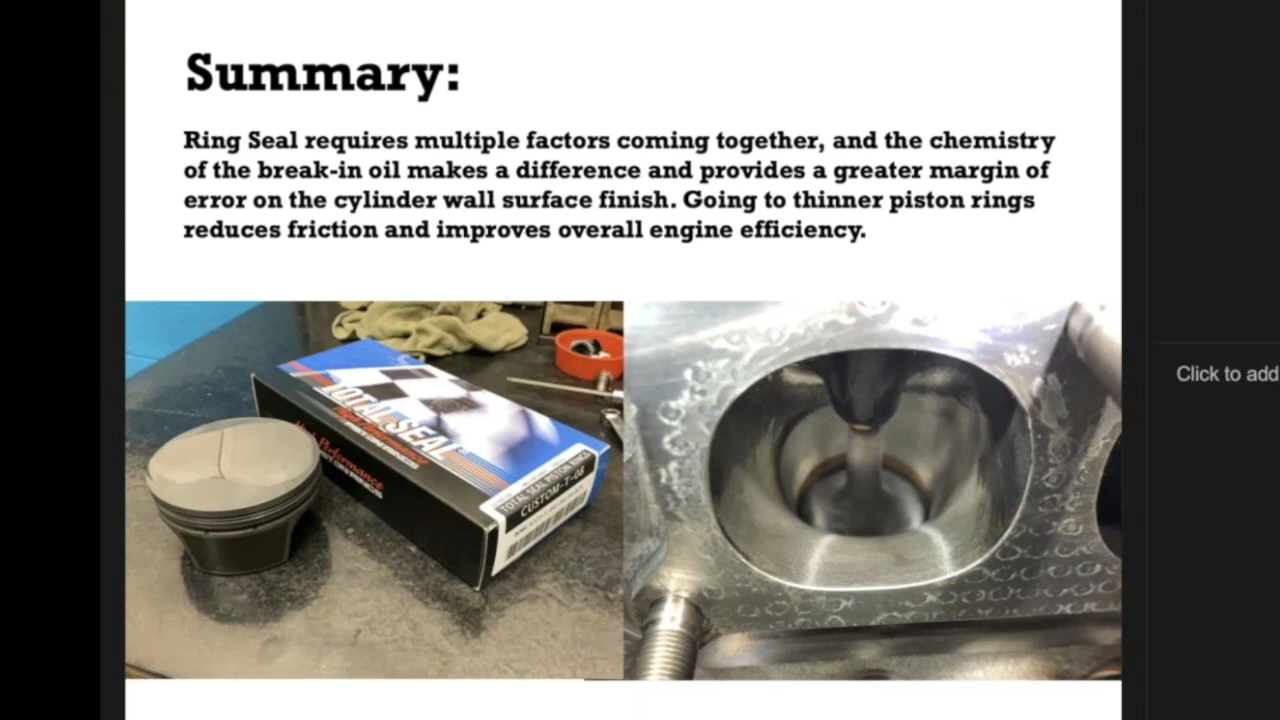 Summary:
Ring Seal requires multiple factors coming together, and the chemistry
of the break-in oil makes a difference and provides a greater margin of
error on the cylinder wall surface finish. Going to thinner piston rings
reduces friction and improves overall engine efficiency.
TOTAL SEAL
High Performance
TOTAL SEAL PISTON RINGS
CUSTOM-T-08
Click to add